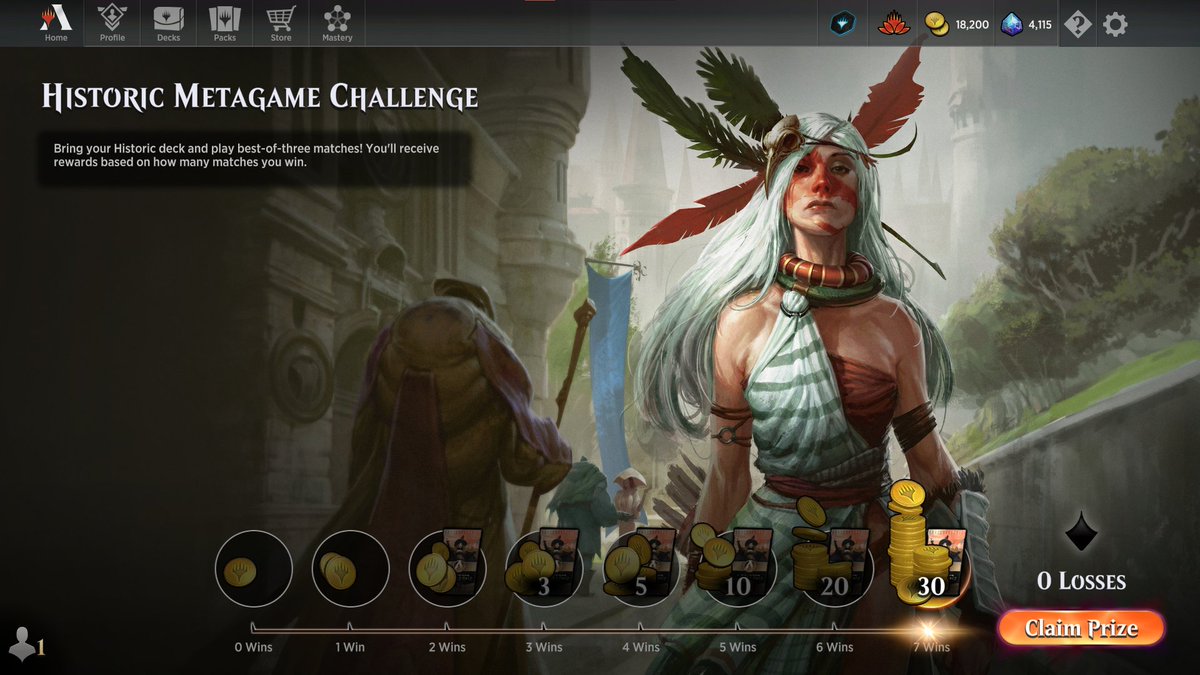 Home
Profile
Decks
Packs
Store
Mastery
18,200
4,115
Historic Metagame Challenge
Bring your Historic deck and play best-of-three matches! You'll receive
rewards based on how many matches you win.
3
5
10
20
30
0 Losses
Claim Prize
0 Wins
1 Win
2 Wins
3 Wins
4 Wins
5 Wins
6 Wins
7 Wins
1